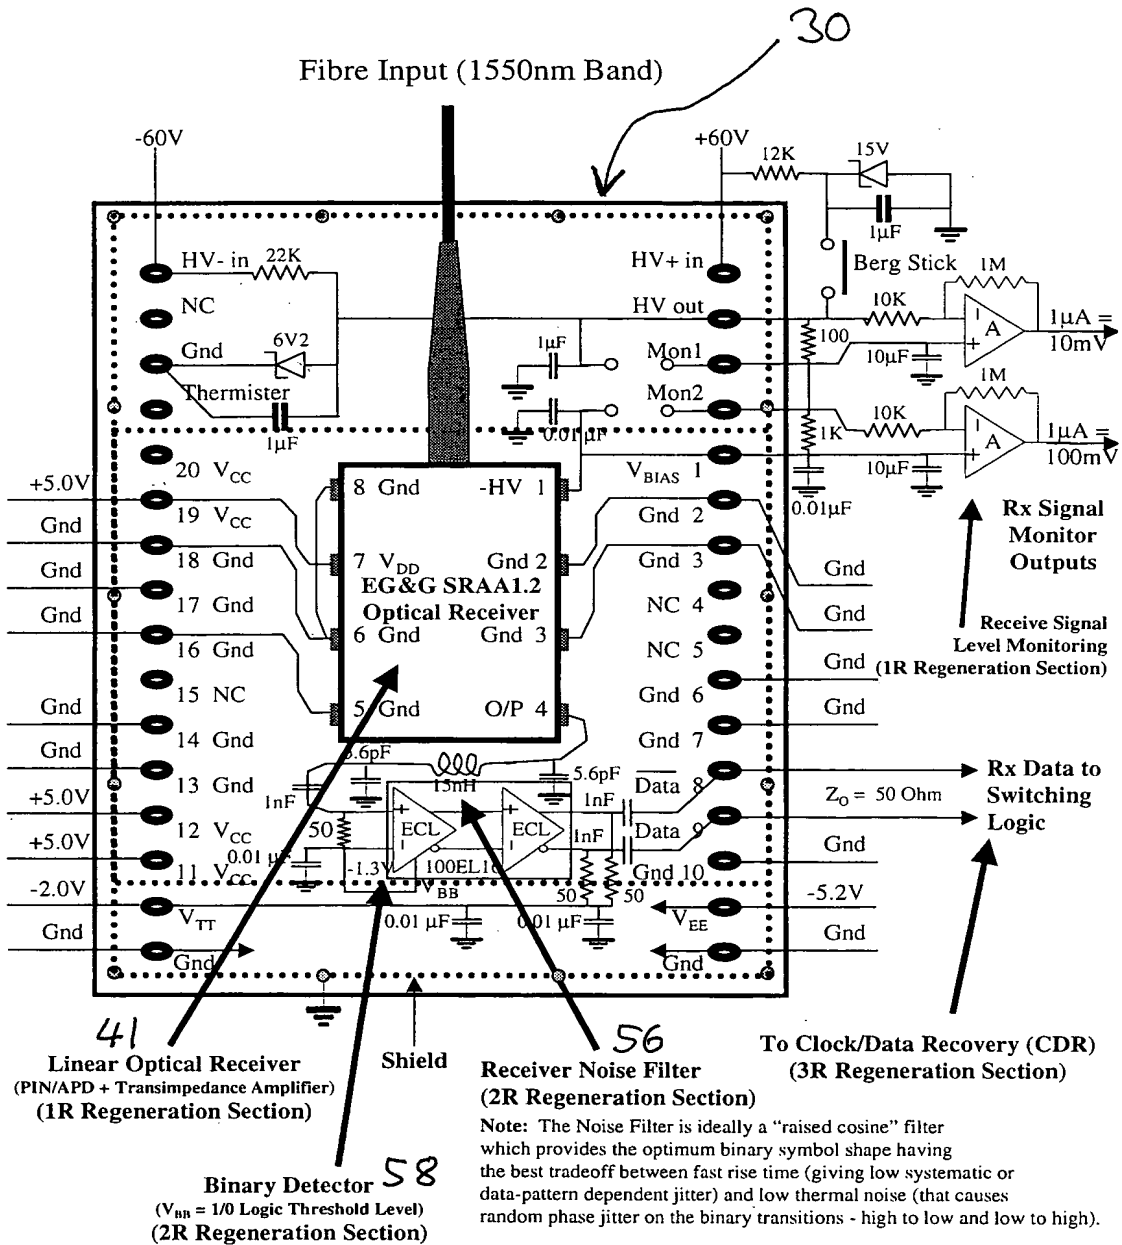 30
Fibre Input (1550nm Band)
-60V
+60V
12K
15V
1µF
HV- in
22K
HV+ in
Berg Stick
1M
NC
HV out
10K
1µA =
10mV
A
100
Gnd
6V2
1µF
Mon1
10µF
Thermister
Mon2
1M
1µF
0.01 µF
10K
1K
A
1µA =
100mV
10µF
20 VCC
8 Gnd
-HV 1
VBIAS 1
0.01µF
+5.0V
19 VCC
Gnd 2
Rx Signal
Monitor
Outputs
Gnd
18 Gnd
7 VDD
Gnd 2
Gnd 3
Gnd
EG&G SRAA1.2
Optical Receiver
Gnd
17 Gnd
NC 4
Gnd
Gnd
16 Gnd
6 Gnd
Gnd 3
NC 5
Receive Signal
Level Monitoring
(1R Regeneration Section)
Gnd
15 NC
Gnd 6
Gnd
5 Gnd
O/P 4
Gnd
14 Gnd
Gnd 7
Gnd
13 Gnd
5.6pF
15nH
5.6pF
1nF
1nF
Data 8
Rx Data to
Switching
Logic
ZO = 50 Ohm
+5.0V
12 VCC
50
ECL
ECL
1nF
Data 9
+5.0V
11 VCC
0.01 µF
-1.3V
100EL16
VBB
Gnd 10
Gnd
50
50
-2.0V
VTT
0.01 µF
0.01 µF
VEE
-5.2V
Gnd
Gnd
Gnd
Gnd
41
Linear Optical Receiver
(PIN/APD + Transimpedance Amplifier)
(1R Regeneration Section)
Shield
56
Receiver Noise Filter
(2R Regeneration Section)
To Clock/Data Recovery (CDR)
(3R Regeneration Section)
Note: The Noise Filter is ideally a "raised cosine" filter
which provides the optimum binary symbol shape having
the best tradeoff between fast rise time (giving low systematic or
data-pattern dependent jitter) and low thermal noise (that causes
random phase jitter on the binary transitions - high to low and low to high).
58
Binary Detector
(VBB = 1/0 Logic Threshold Level)
(2R Regeneration Section)